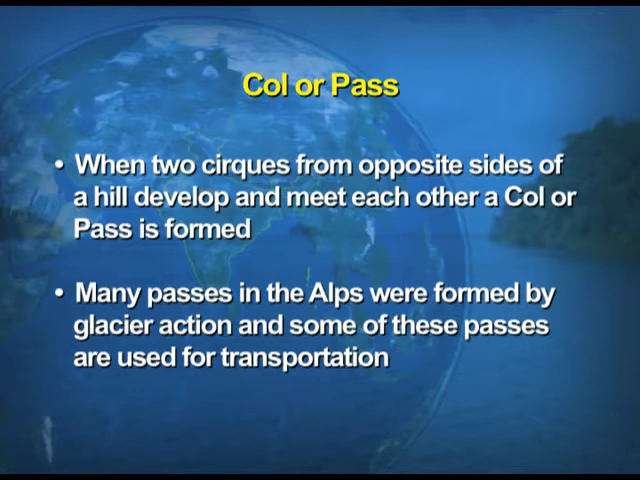 Col or Pass
• When two cirques from opposite sides of
a hill develop and meet each other a Col or
Pass is formed
• Many passes in the Alps were formed by
glacier action and some of these passes
are used for transportation